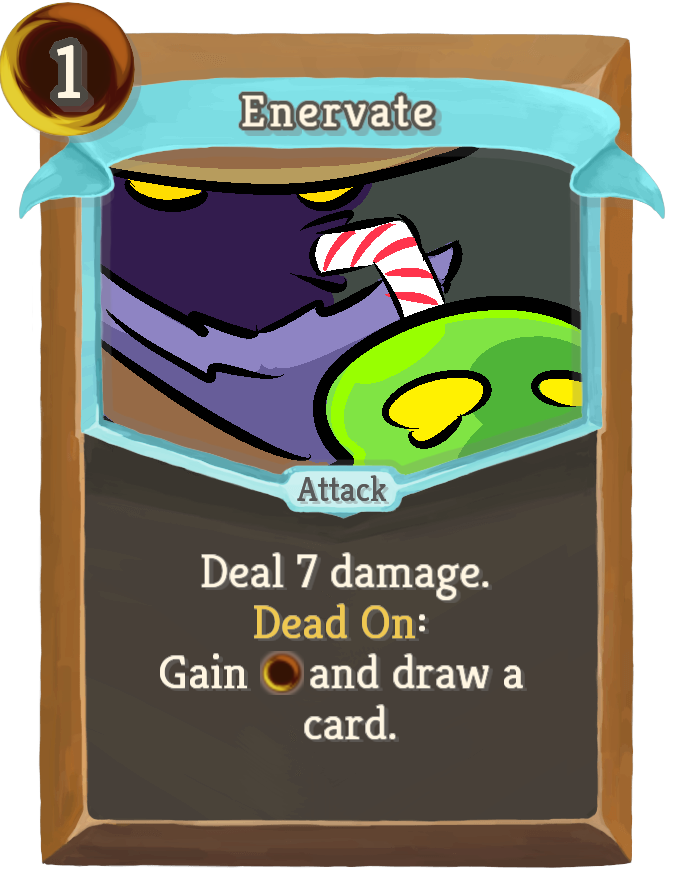 1
Enervate
Attack
Deal 7 damage.
Dead On:
Gain and draw a
card.